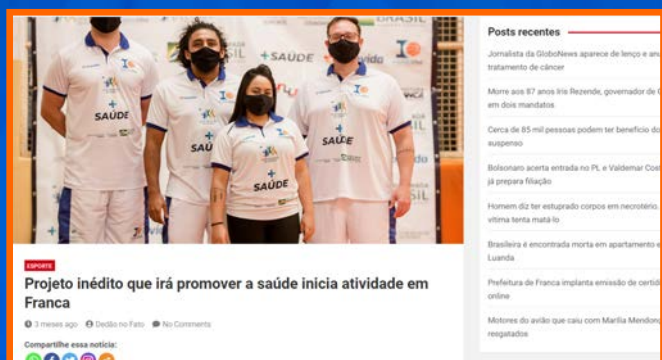 BRASIL
+SAÚDE
+
SAÚDE
+
SAÚDE
+
SAÚDE
ESPORTE
Projeto inédito que irá promover a saúde inicia atividade em
Franca
3 meses ago Dedão no Fato No Comments
Compartilhe essa notícia:
Posts recentes
Jornalista da GloboNews aparece de lenço e
tratamento de câncer
Morre aos 87 anos Iris Rezende, governador de
em dois mandatos
Cerca de 85 mil pessoas podem ter benefício do
suspenso
Bolsonaro acerta entrada no PL e Valdemar
já prepara filiação
Homem diz ter estuprado corpos em necrotério,
vítima tenta matá-lo
Brasileira é encontrada morta em apartamento
Luanda
Prefeitura de Franca implanta emissão de
online
Motores do avião que caiu com Marília
resgatados